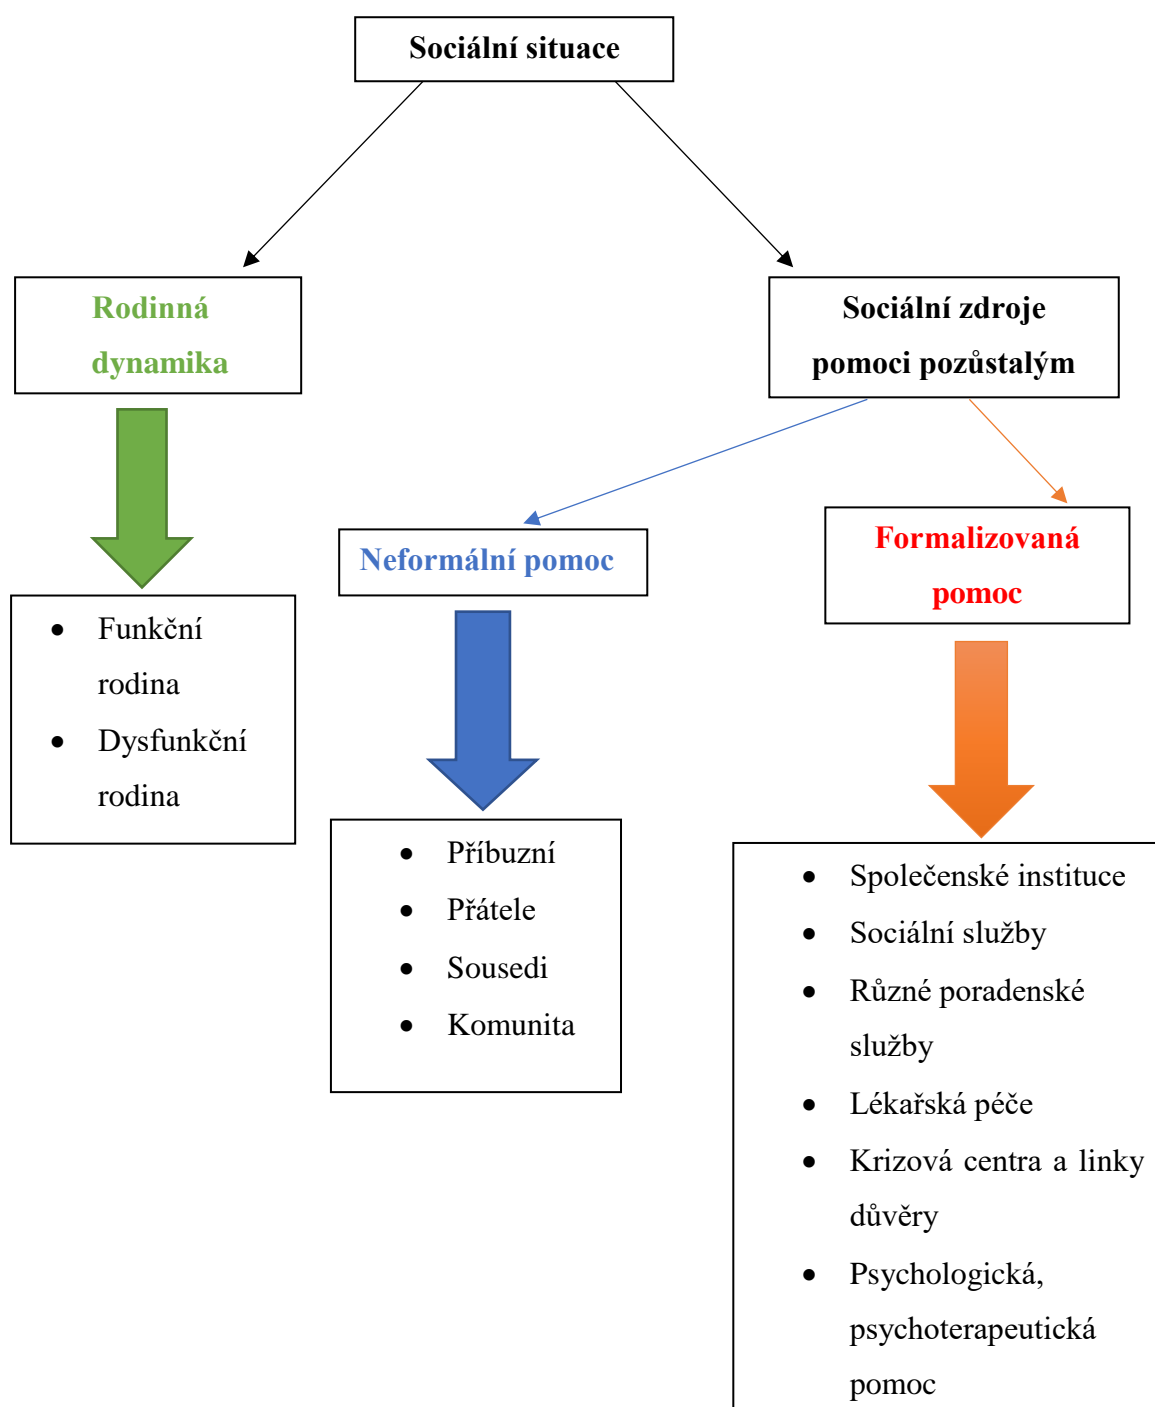 Sociální situace
Rodinná
dynamika
Sociální zdroje
pomoci pozůstalým
Neformální pomoc
Formalizovaná
pomoc
• Funkční
rodina
• Dysfunkční
rodina
• Příbuzní
• Přátele
• Sousedi
• Komunita
• Společenské instituce
• Sociální služby
• Různé poradenské
služby
• Lékařská péče
• Krizová centra a linky
důvěry
• Psychologická,
psychoterapeutická
pomoc